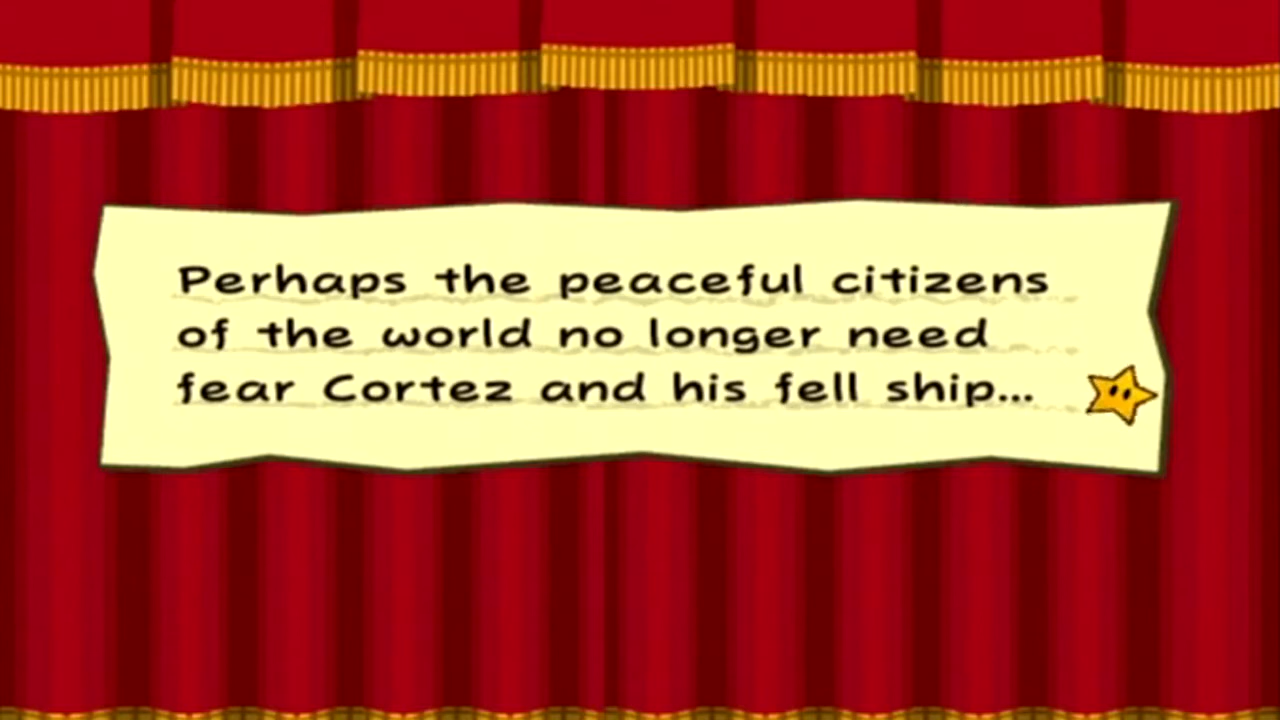 Perhaps the peaceful citizens
of the world no longer need
fear Cortez and his fell ship...